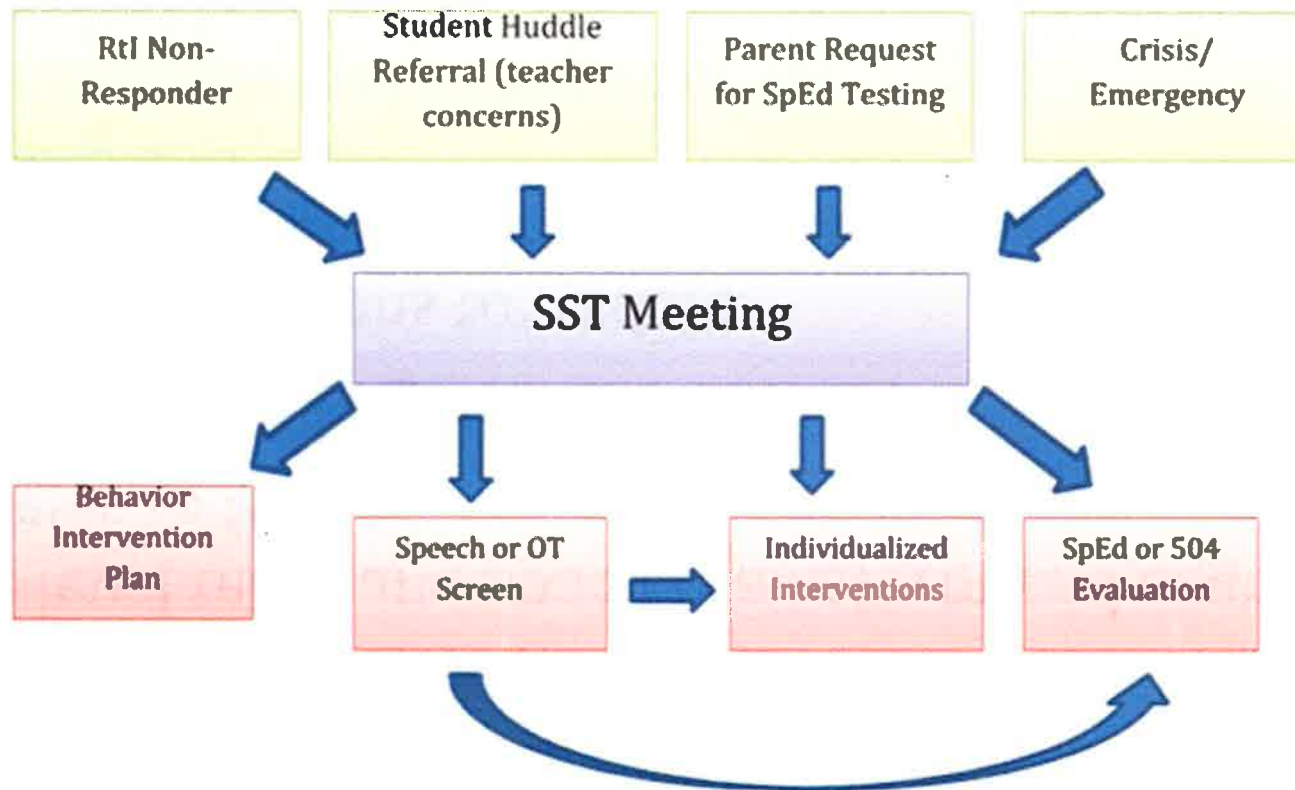 RtI Non-
Responder
Student Huddle
Referral (teacher
concerns)
Parent Request
for SpEd Testing
Crisis/
Emergency
SST Meeting
Behavior
Intervention
Plan
Speech or OT
Screen
Individualized
Interventions
SpEd or 504
Evaluation